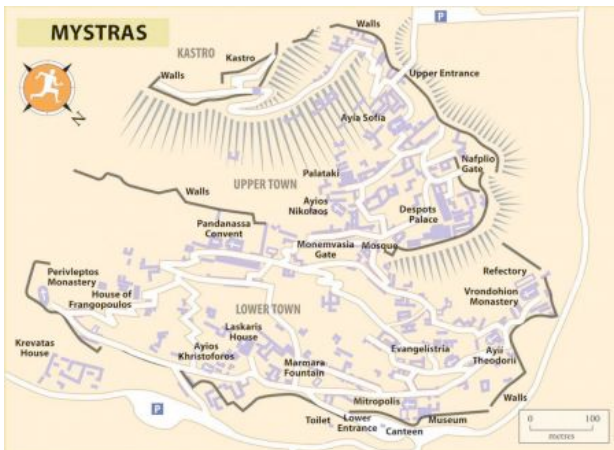 MYSTRAS
KASTRO
Walls
Kastro
Walls
P
Upper Entrance
N
Ayia Sofia
Nafplio
Gate
Palataki
UPPER TOWN
Walls
Ayios
Nikolaos
Despots
Palace
Pandanassa
Convent
Monemvasia
Gate
Mosque
Perivleptos
Monastery
House of
Frangopoulos
Refectory
Vrondohion
Monastery
LOWER TOWN
Krevatas
House
Ayios
Khristoforos
Laskaris
House
Marmara
Fountain
Evangelistria
Ayii
Theodorii
Mitropolis
Walls
P
Toilet
Lower
Entrance
Canteen
Museum
0 100
metres